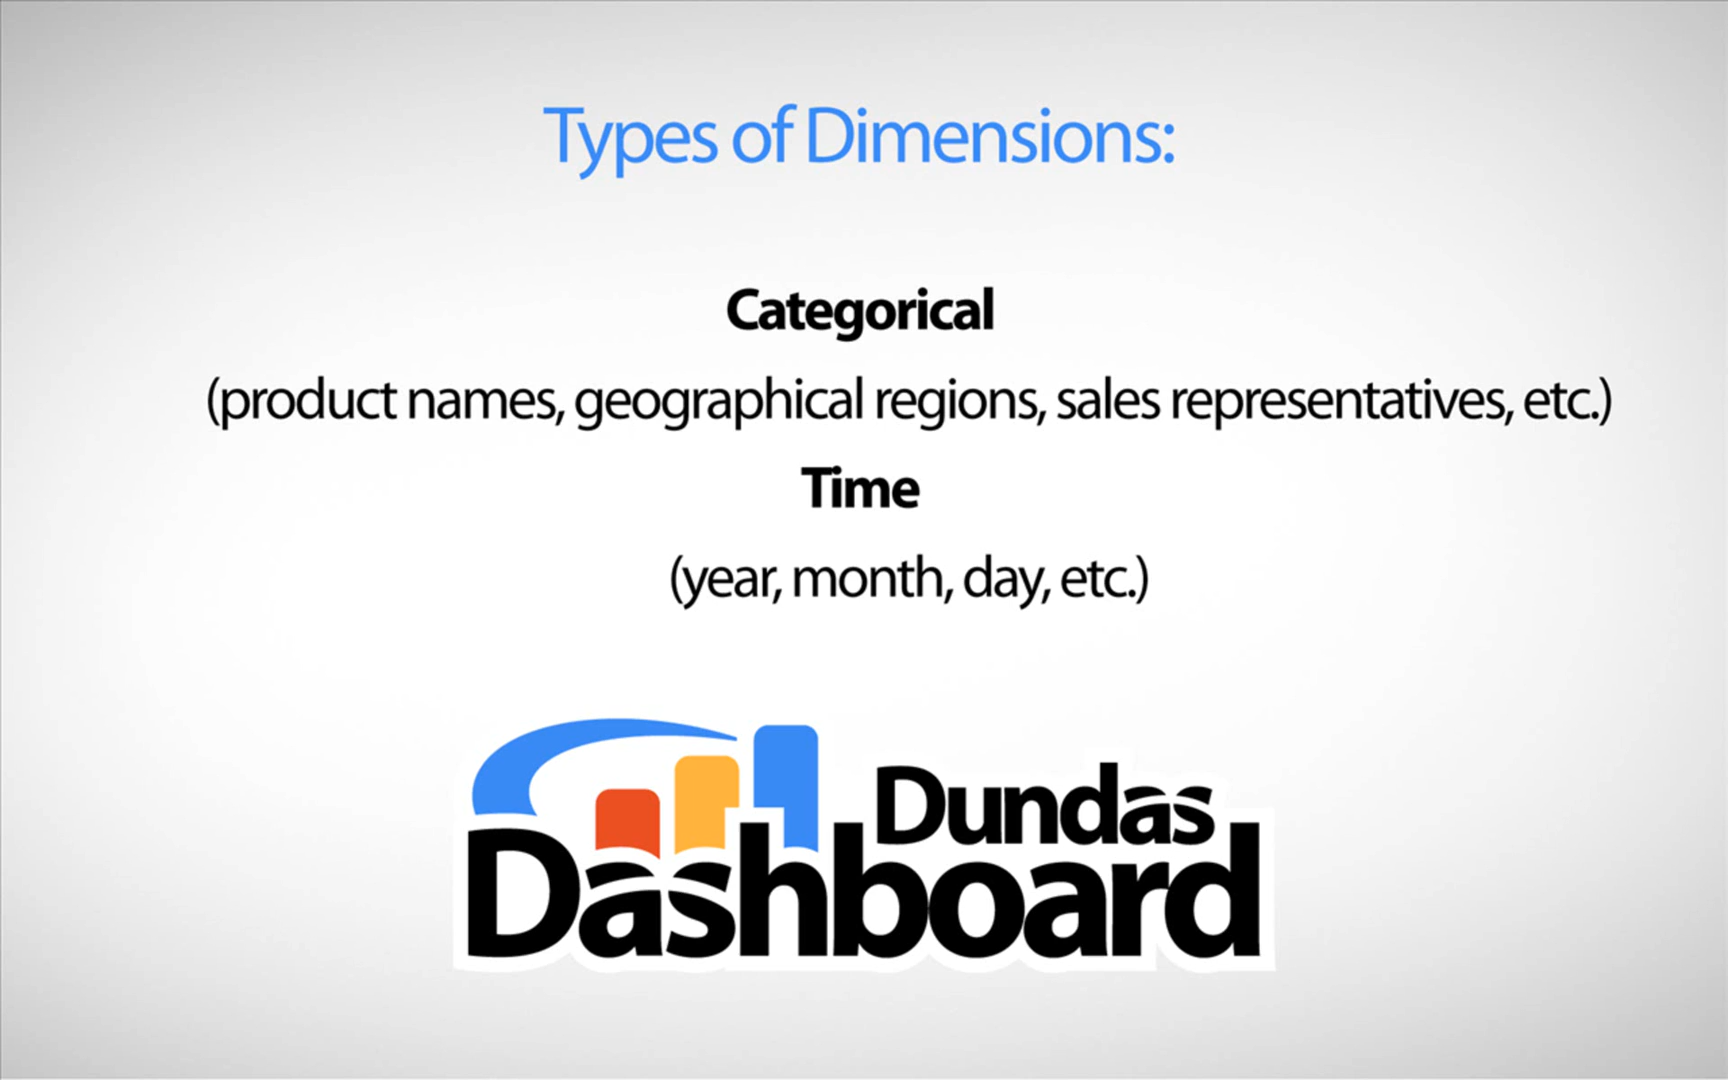 Types of Dimensions:
Categorical
(product names, geographical regions, sales representatives, etc.)
Time
(year, month, day, etc.)
Dundas
Dashboard